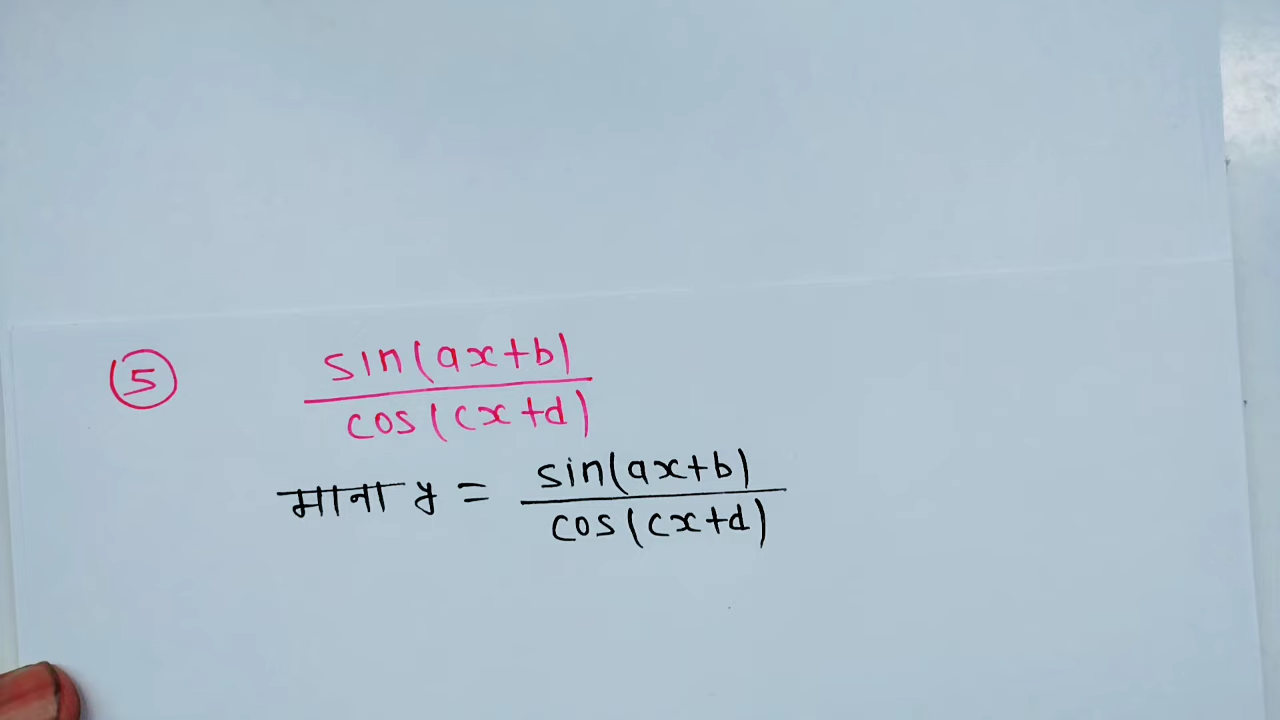 ⑤ sin(ax+b)
cos(cx+d)
माना y = sin(ax+b)
cos(cx+d)